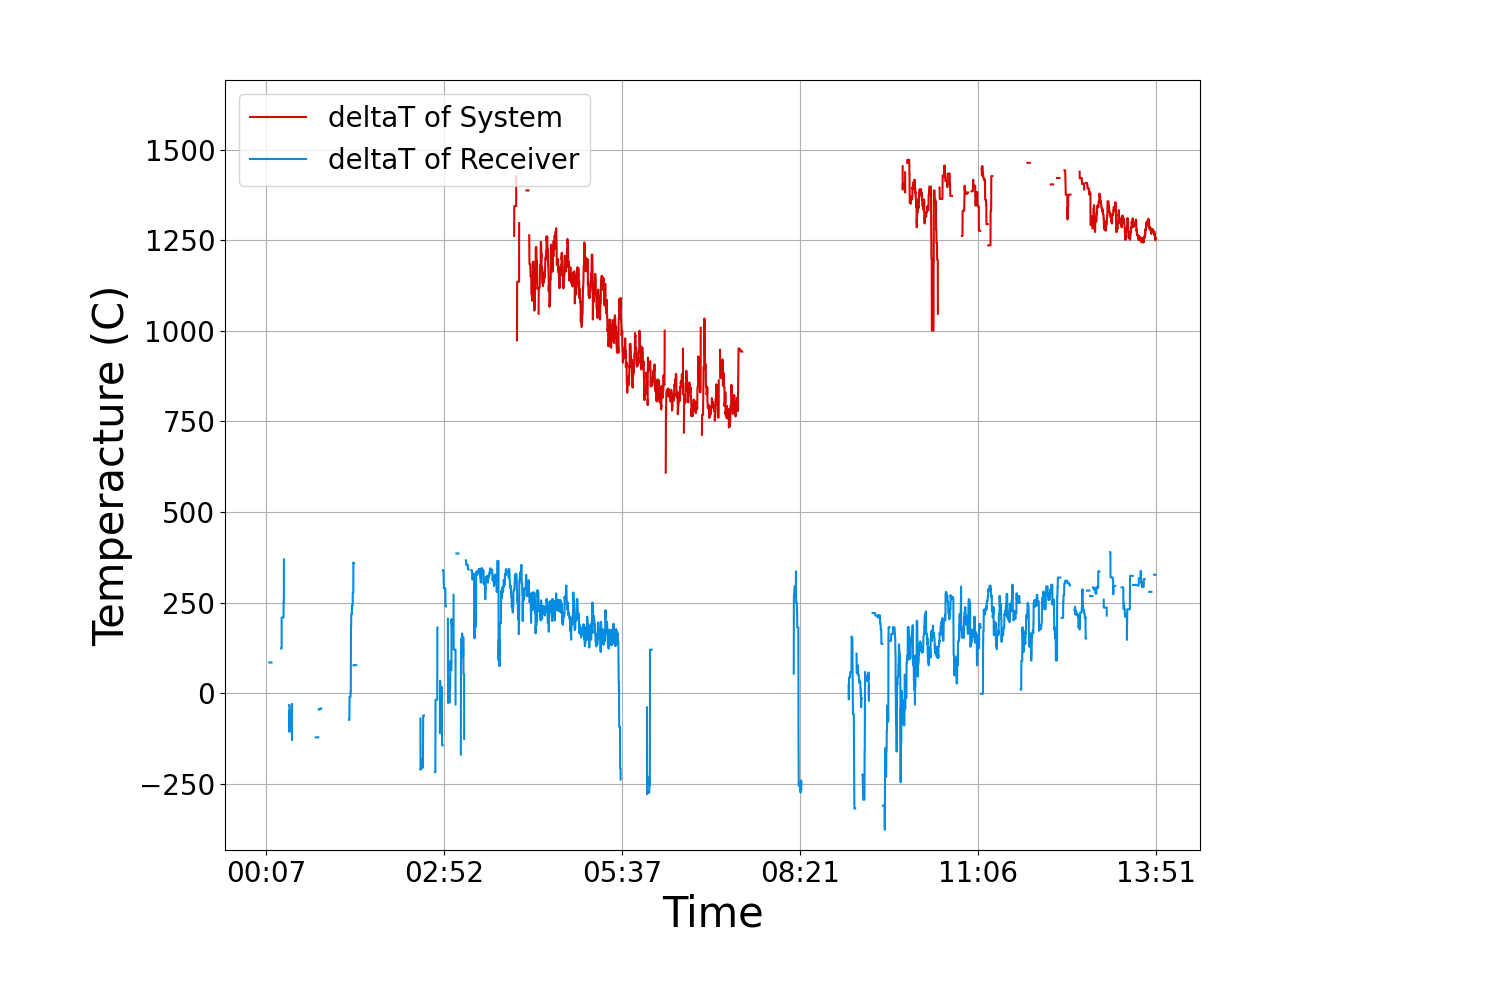 deltaT of System
deltaT of Receiver
1500
1250
1000
750
500
250
0
−250
Temperacture (C)
00:07 02:52 05:37 08:21 11:06 13:51
Time